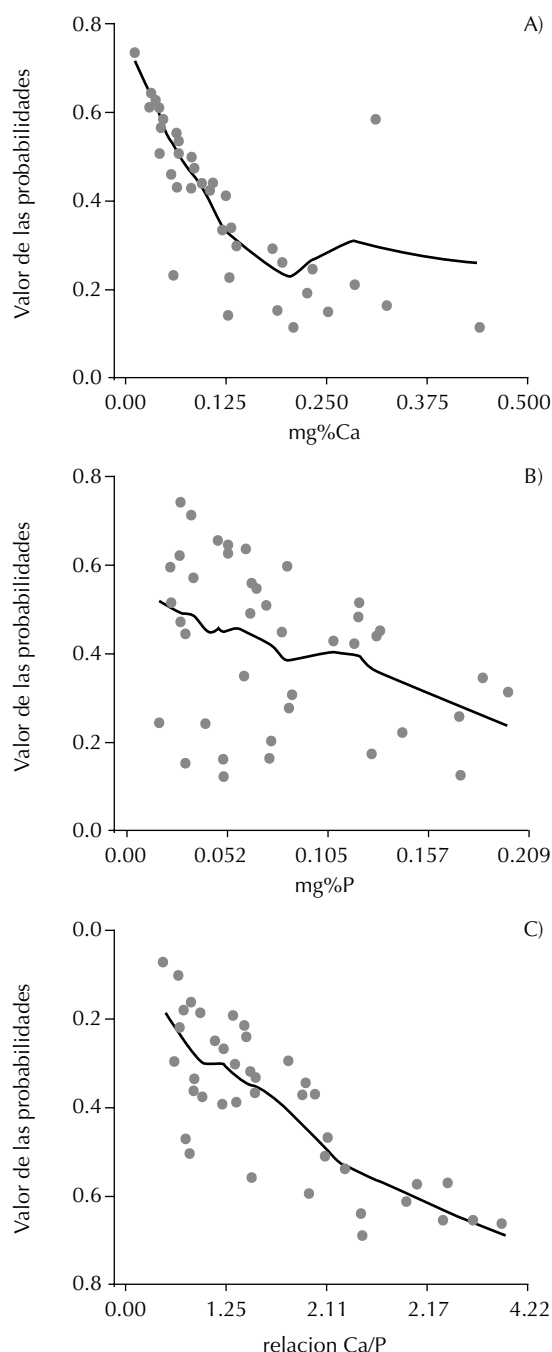 A)
Valor de las probabilidades
0.8
0.6
0.4
0.2
0.0
0.00 0.125 0.250 0.375 0.500
mg%Ca
B)
Valor de las probabilidades
0.8
0.6
0.4
0.2
0.0
0.00 0.052 0.105 0.157 0.209
mg%P
C)
Valor de las probabilidades
0.0
0.2
0.4
0.6
0.8
0.00 1.25 2.11 2.17 4.22
relacion Ca/P